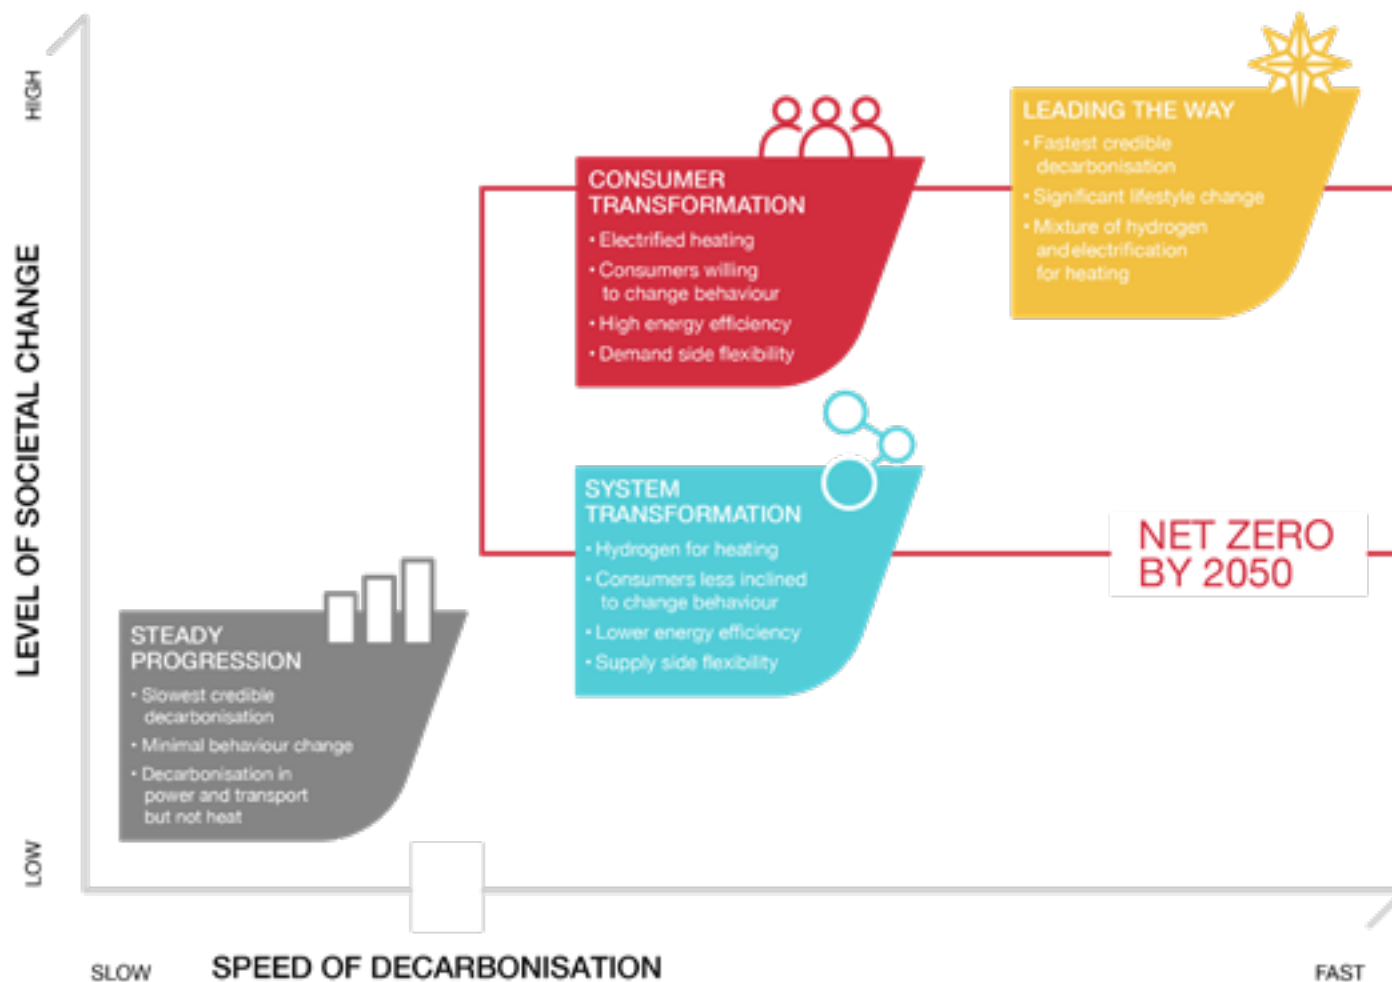 HIGH
LEVEL OF SOCIETAL CHANGE
LOW
LEADING THE WAY
• Fastest credible
decarbonisation
• Significant lifestyle change
• Mixture of hydrogen
and electrification
for heating
CONSUMER
TRANSFORMATION
• Electrified heating
• Consumers willing
to change behaviour
• High energy efficiency
• Demand side flexibility
SYSTEM
TRANSFORMATION
• Hydrogen for heating
• Consumers less inclined
to change behaviour
• Lower energy efficiency
• Supply side flexibility
NET ZERO
BY 2050
STEADY
PROGRESSION
• Slowest credible
decarbonisation
• Minimal behaviour change
• Decarbonisation in
power and transport
but not heat
SLOW
SPEED OF DECARBONISATION
FAST